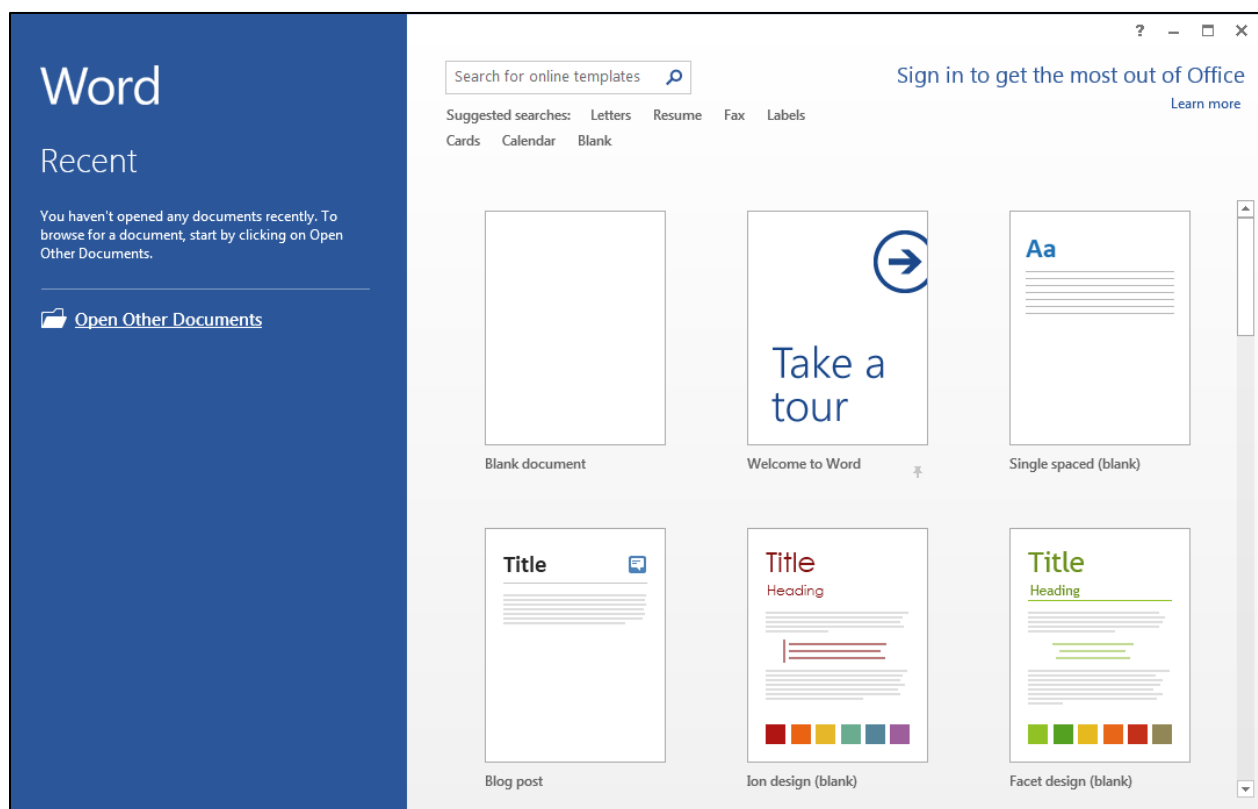 ?
Word
Recent
You haven't opened any documents recently. To
browse for a document, start by clicking on Open
Other Documents.
Open Other Documents
Search for online templates
Sign in to get the most out of Office
Learn more
Suggested searches: Letters Resume Fax Labels
Cards Calendar Blank
Take a
tour
Aa
Blank document
Welcome to Word
Single spaced (blank)
Title
Title
Heading
Title
Heading
Blog post
Ion design (blank)
Facet design (blank)